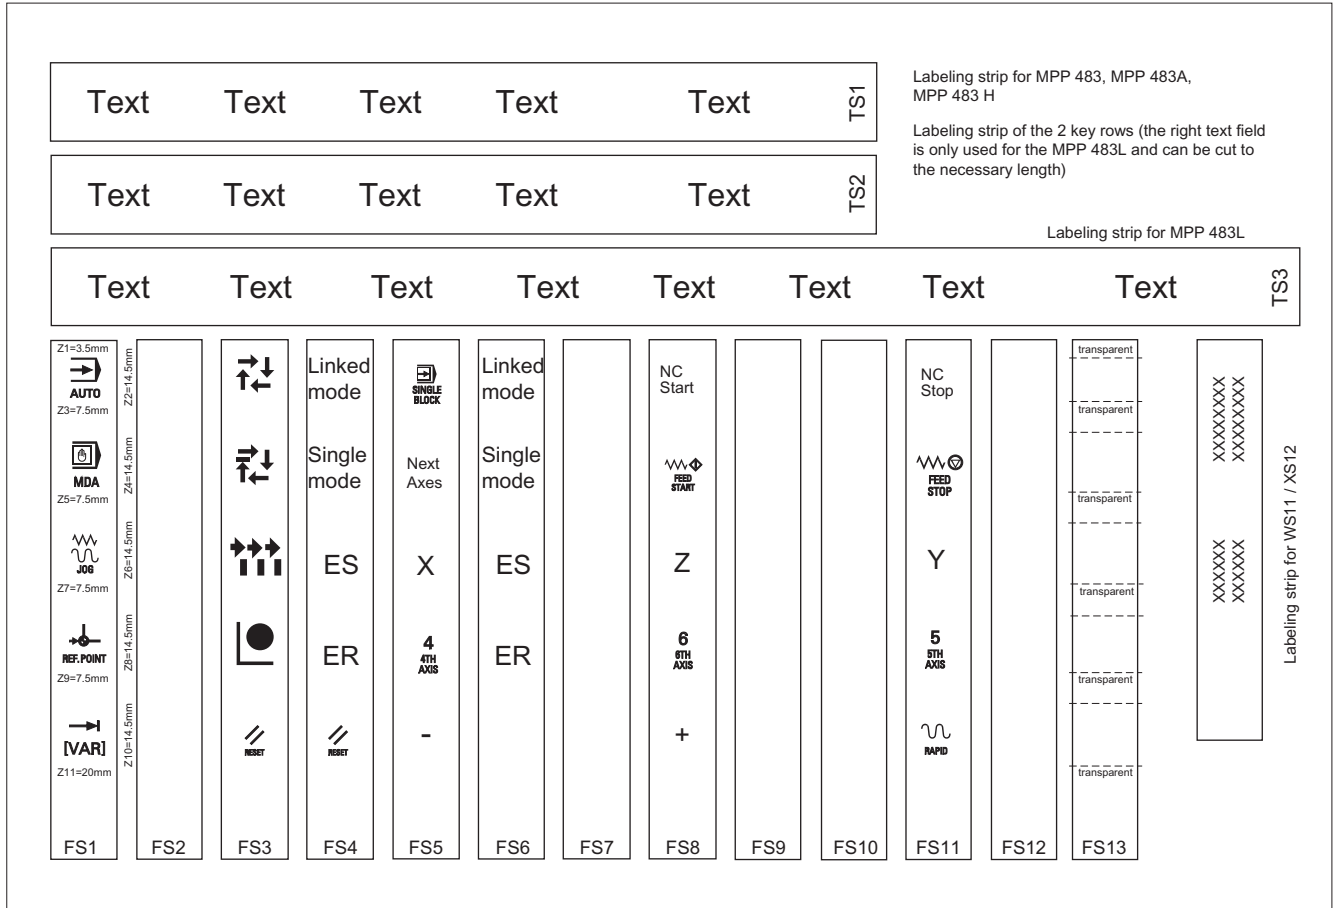 Text Text Text Text Text TS1
Labeling strip for MPP 483, MPP 483A,
MPP 483 H
Labeling strip of the 2 key rows (the right text field
is only used for the MPP 483L and can be cut to
the necessary length)
Text Text Text Text Text TS2
Labeling strip for MPP 483L
Text Text Text Text Text Text Text Text TS3
Z1=3.5mm
AUTO
Z3=7.5mm
MDA
Z5=7.5mm
JOG
Z7=7.5mm
REF.POINT
Z9=7.5mm
[VAR]
Z11=20mm
FS1
Z2=14.5mm
Z4=14.5mm
Z6=14.5mm
Z8=14.5mm
Z10=14.5mm
FS2
RESET
FS3
Linked
mode
Single
mode
ES
ER
RESET
FS4
SINGLE
BLOCK
Next
Axes
X
4
4TH
AXIS
-
FS5
Linked
mode
Single
mode
ES
ER
FS6
FS7
NC
Start
FEED
START
Z
6
6TH
AXIS
+
FS8
FS9
FS10
NC
Stop
FEED
STOP
Y
5
5TH
AXIS
RAPID
FS11
FS12
transparent
transparent
transparent
transparent
transparent
transparent
FS13
XXXXXXXX
XXXXXXXX
XXXXXX
XXXXXX
Labeling strip for WS11 / XS12